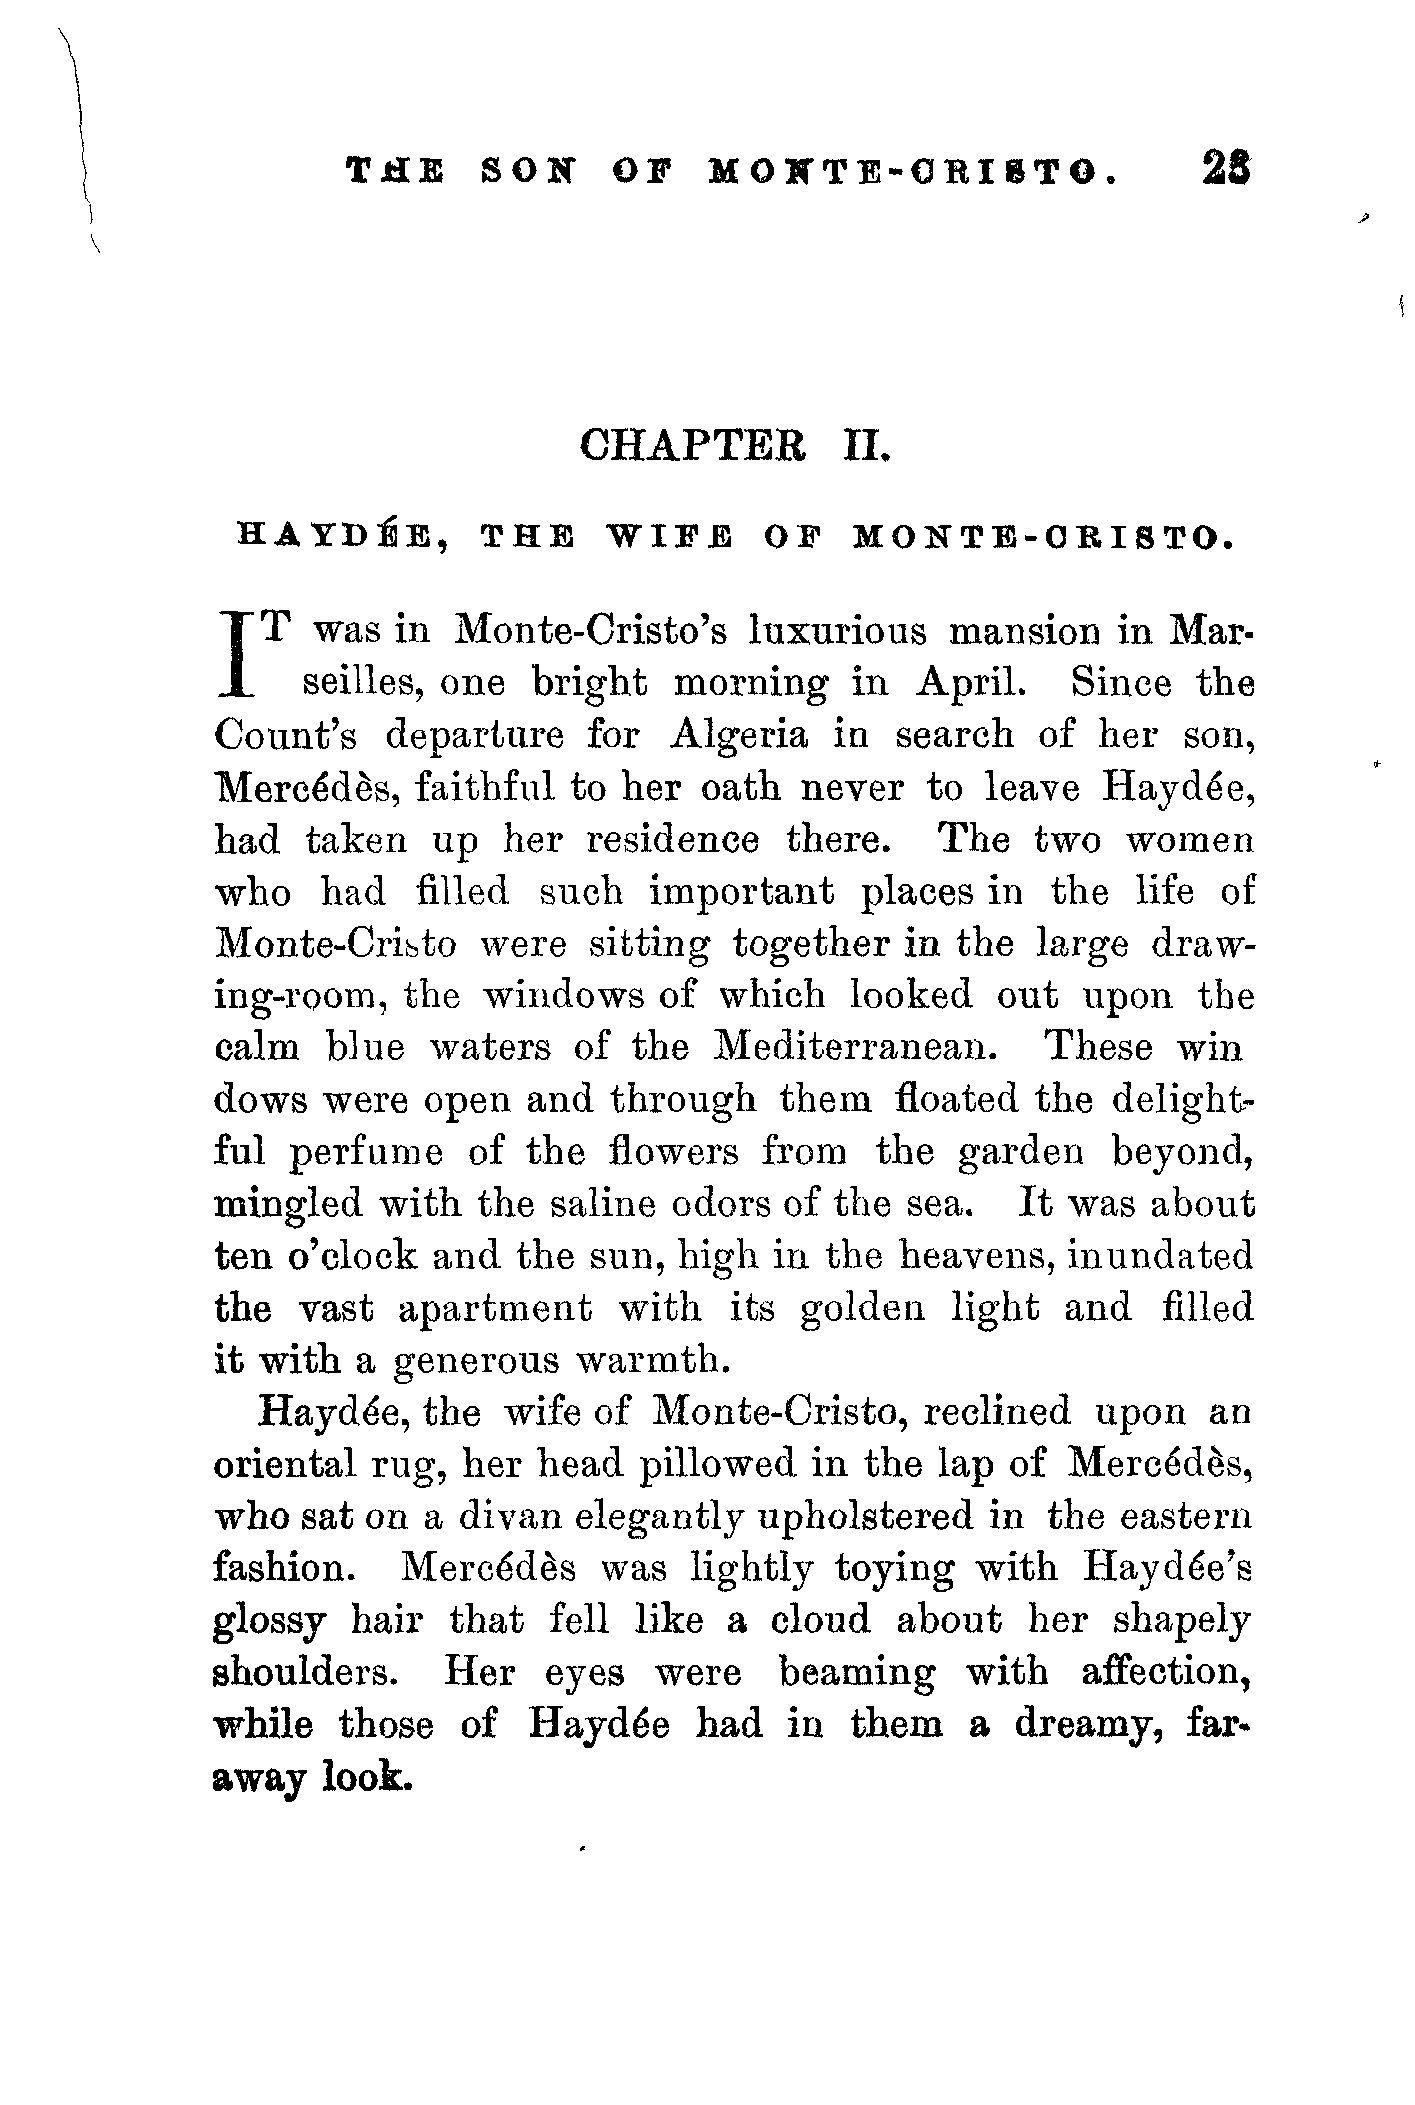 THE SON OF MONTE-CRISTO. 23
CHAPTER II.
HAYDÉE, THE WIFE OF MONTE-CRISTO.
IT was in Monte-Cristo's luxurious mansion in Mar-
seilles, one bright morning in April. Since the
Count's departure for Algeria in search of her son,
Mercédès, faithful to her oath never to leave Haydée,
had taken up her residence there. The two women
who had filled such important places in the life of
Monte-Cristo were sitting together in the large draw-
ing-room, the windows of which looked out upon the
calm blue waters of the Mediterranean. These win
dows were open and through them floated the delight-
ful perfume of the flowers from the garden beyond,
mingled with the saline odors of the sea. It was about
ten o'clock and the sun, high in the heavens, inundated
the vast apartment with its golden light and filled
it with a generous warmth.
Haydée, the wife of Monte-Cristo, reclined upon an
oriental rug, her head pillowed in the lap of Mercédès,
who sat on a divan elegantly upholstered in the eastern
fashion. Mercédès was lightly toying with Haydée's
glossy hair that fell like a cloud about her shapely
shoulders. Her eyes were beaming with affection,
while those of Haydée had in them a dreamy, far-
away look.